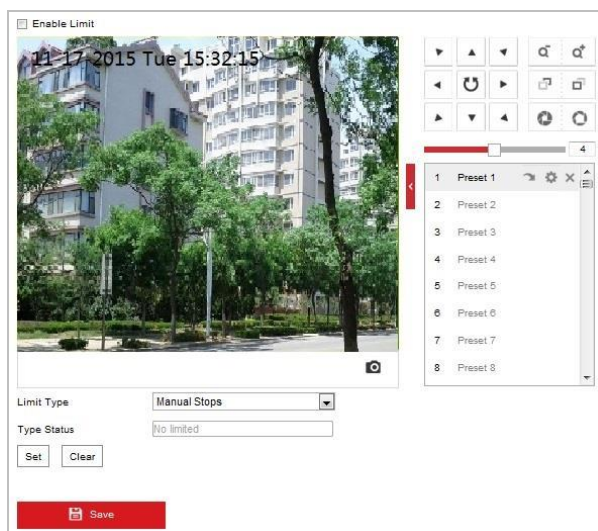 Enable Limit
11-17-2015 Tue 15:32:15
4
1 Preset 1
2 Preset 2
3 Preset 3
4 Preset 4
5 Preset 5
6 Preset 6
7 Preset 7
8 Preset 8
Limit Type Manual Stops
Type Status No limited
Set Clear
Save